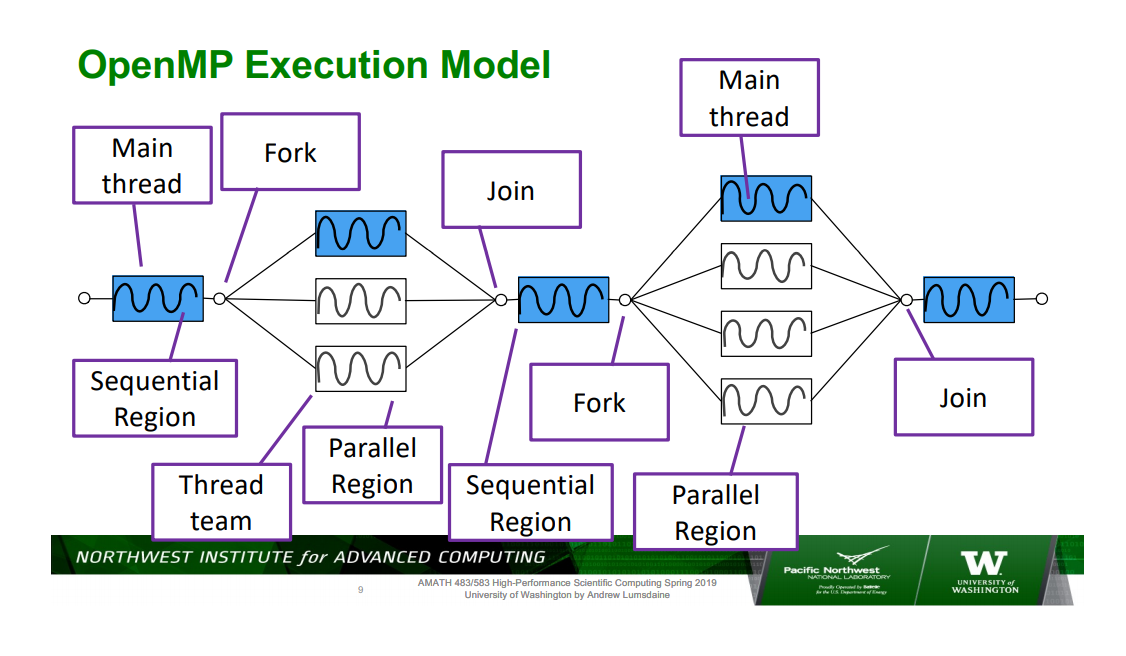 OpenMP Execution Model
Main
thread
Main
thread
Fork
Join
Sequential
Region
Fork
Join
Parallel
Region
Thread
team
Sequential
Region
Parallel
Region
NORTHWEST INSTITUTE for ADVANCED COMPUTING
Pacific Northwest
NATIONAL LABORATORY
Proudly Operated by Battelle
for the U.S. Department of Energy
W
UNIVERSITY of
WASHINGTON
9
AMATH 483/583 High-Performance Scientific Computing Spring 2019
University of Washington by Andrew Lumsdaine